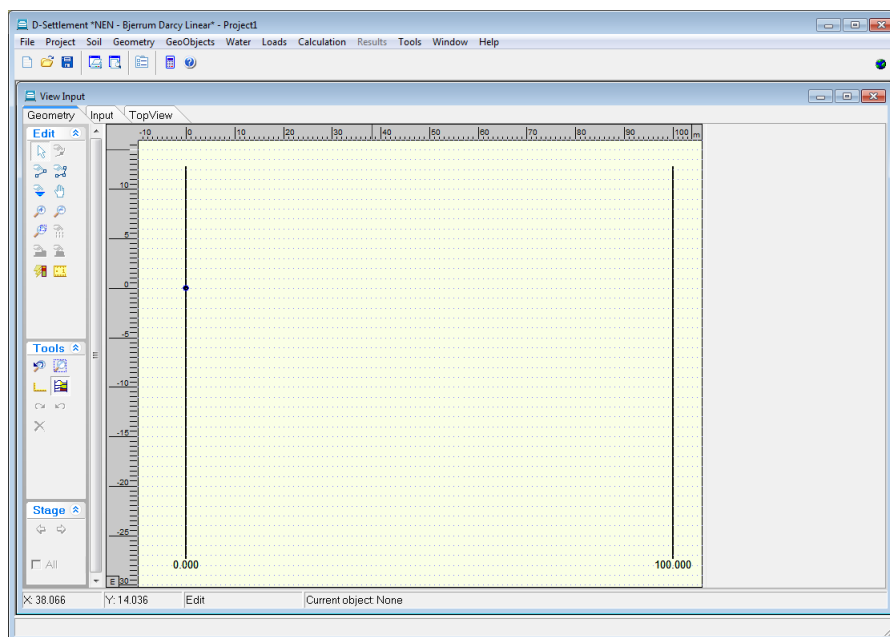 D-Settlement *NEN - Bjerrum Darcy Linear* - Project1
File Project Soil Geometry GeoObjects Water Loads Calculation Results Tools Window Help
View Input
Geometry Input TopView
Edit
-10 0 10 20 30 40 50 60 70 80 90 100 m
10
5
0
-5
m
Tools
-10
-15
-20
Stage
-25
All
0.000 100.000
E -30
X: 38.066 Y: 14.036 Edit Current object: None